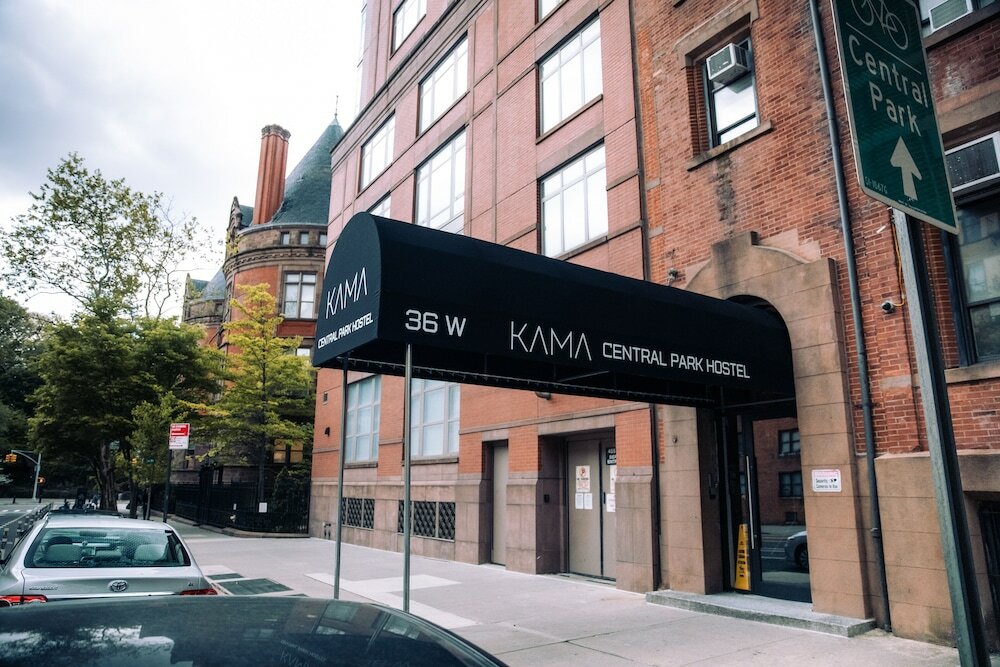 KAMA
CENTRAL PARK HOSTEL
36 W
KAMA CENTRAL PARK HOSTEL
Central
Park